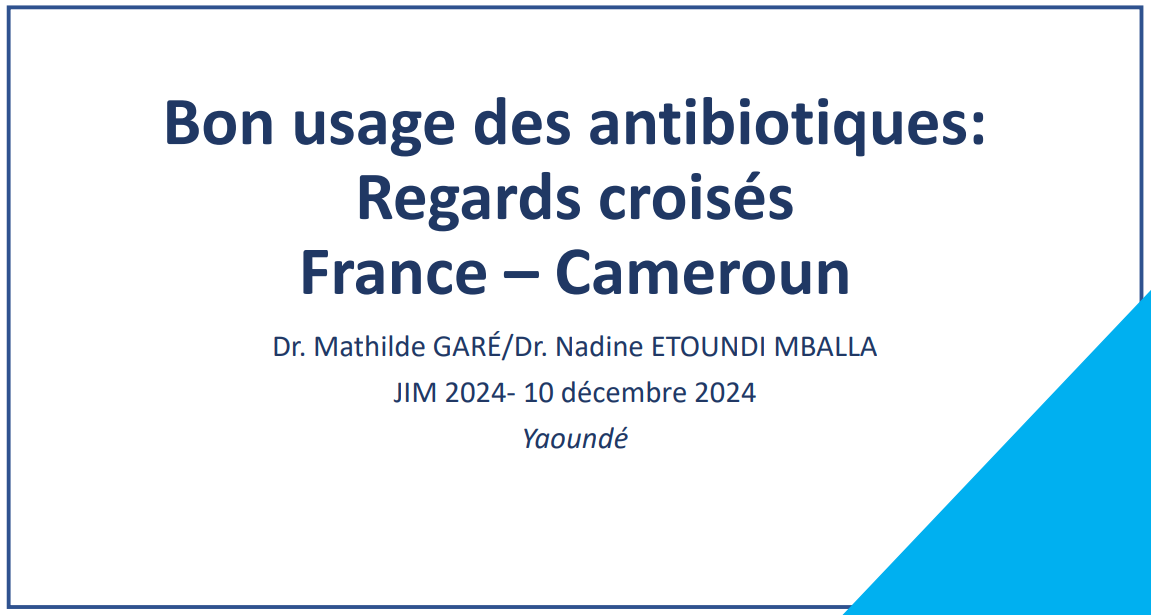 Bon usage des antibiotiques:
Regards croisés
France – Cameroun
Dr. Mathilde GARÉ/Dr. Nadine ETOUNDI MBALLA
JIM 2024- 10 décembre 2024
Yaoundé